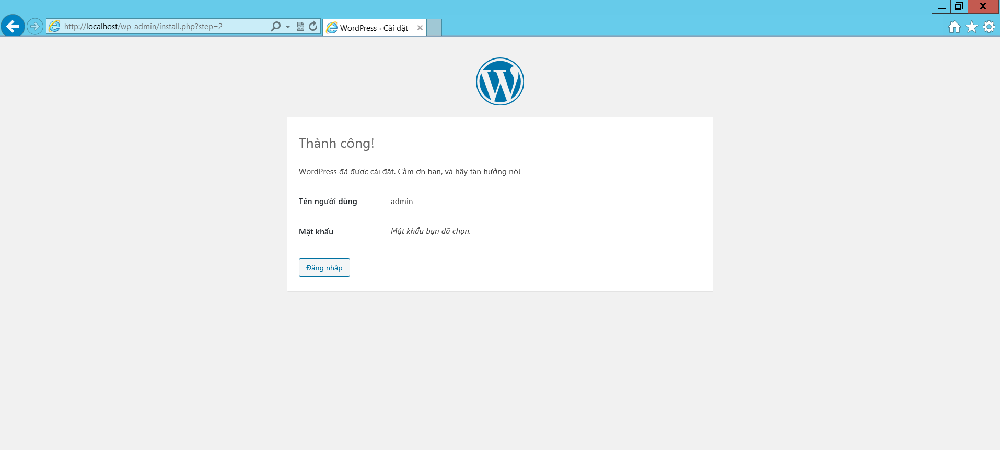 http://localhost/wp-admin/install.php?step=2
WordPress › Cài đặt
Thành công!
WordPress đã được cài đặt. Cảm ơn bạn, và hãy tận hưởng nó!
Tên người dùng admin
Mật khẩu Mật khẩu bạn đã chọn.
Đăng nhập